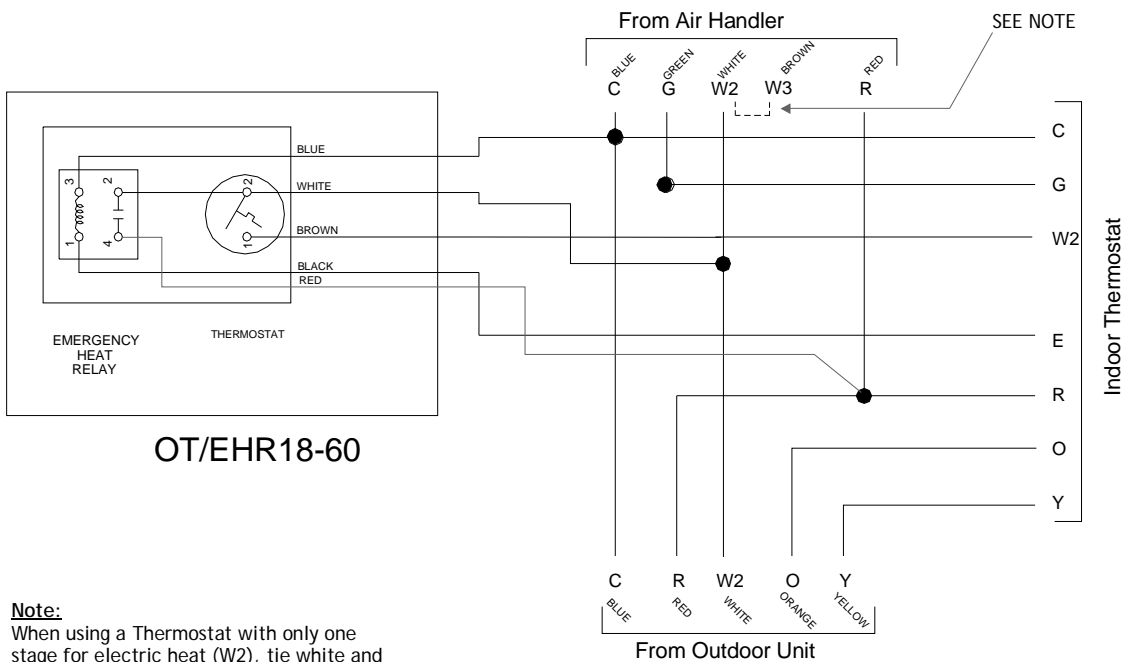 From Air Handler
SEE NOTE
BLUE
GREEN
WHITE
BROWN
RED
C
G
W2
W3
R
C
G
W2
E
R
O
Y
Indoor Thermostat
BLUE
WHITE
BROWN
BLACK
RED
3
2
1
4
2
1
EMERGENCY
HEAT
RELAY
THERMOSTAT
OT/EHR18-60
C
R
W2
O
Y
BLUE
RED
WHITE
ORANGE
YELLOW
From Outdoor Unit
Note:
When using a Thermostat with only one
stage for electric heat (W2), tie white and